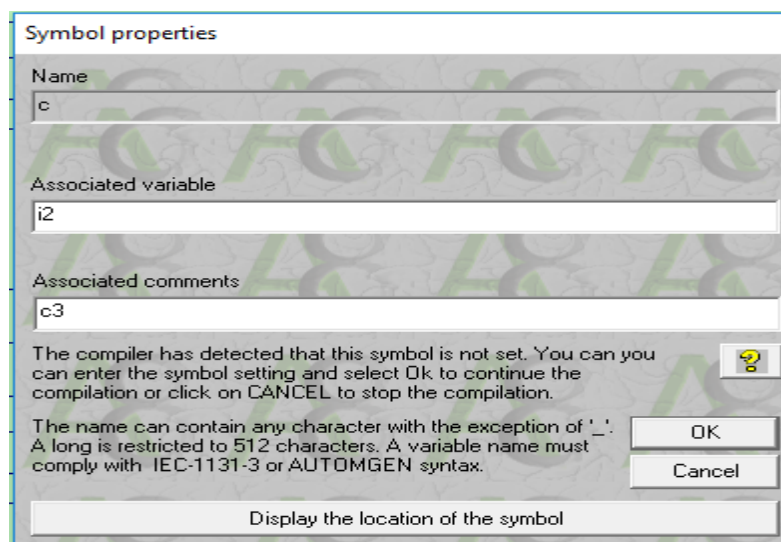 Symbol properties
Name
c
Associated variable
i2
Associated comments
c3
The compiler has detected that this symbol is not set. You can you
can enter the symbol setting and select Ok to continue the
compilation or click on CANCEL to stop the compilation.
The name can contain any character with the exception of '_'.
A long is restricted to 512 characters. A variable name must
comply with IEC-1131-3 or AUTOMGEN syntax.
OK
Cancel
Display the location of the symbol